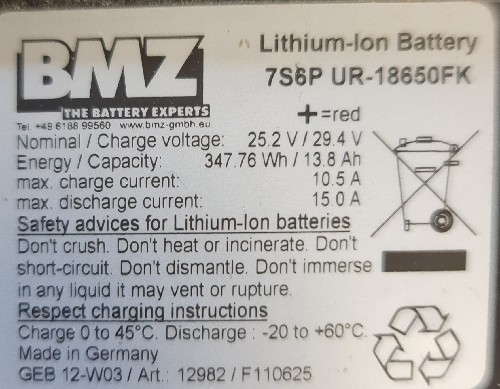 BMZ
THE BATTERY EXPERTS
Tel. +49 6188 99560 www.bmz-gmbh.eu
Lithium-Ion Battery
7S6P UR-18650FK
+=red
Nominal / Charge voltage: 25.2 V / 29.4 V
Energy / Capacity: 347.76 Wh / 13.8 Ah
max. charge current: 10.5 A
max. discharge current: 15.0 A
Safety advices for Lithium-Ion batteries
Don't crush. Don't heat or incinerate. Don't
short-circuit. Don't dismantle. Don't immerse
in any liquid it may vent or rupture.
Respect charging instructions
Charge 0 to 45°C. Discharge : -20 to +60°C.
Made in Germany
GEB 12-W03 / Art.: 12982 / F110625